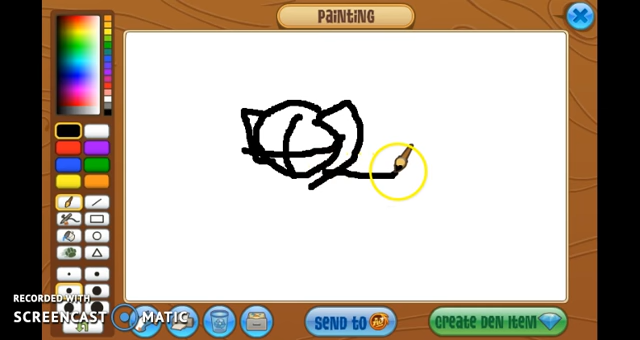 PAINTING
RECORDED WITH
SCREENCAST MATIC
SEND TO
CREATE DEN ITEM